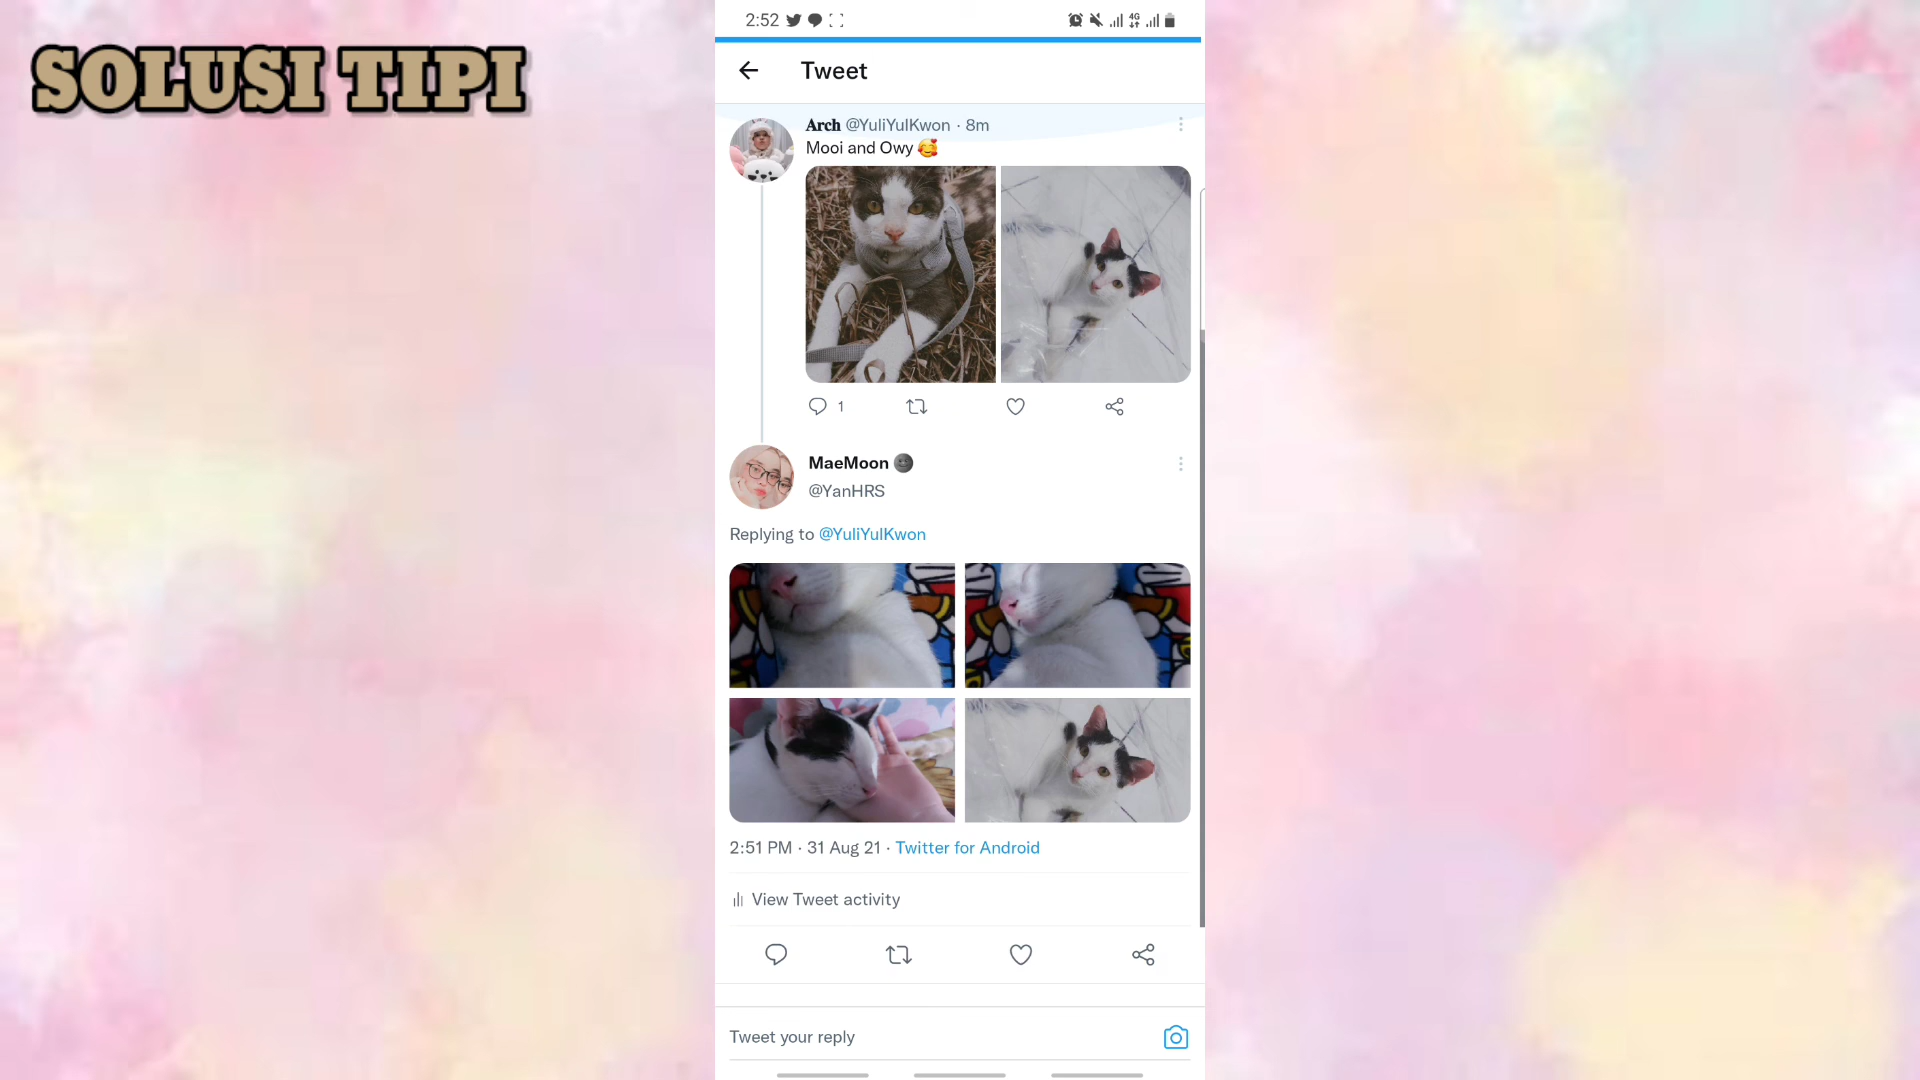 SOLUSI TIPI
2:52
4G
Tweet
Arch @YuliYulKwon · 8m
Mooi and Owy 🥰
1
MaeMoon 🌚
@YanHRS
Replying to @YuliYulKwon
2:51 PM · 31 Aug 21 · Twitter for Android
View Tweet activity
Tweet your reply